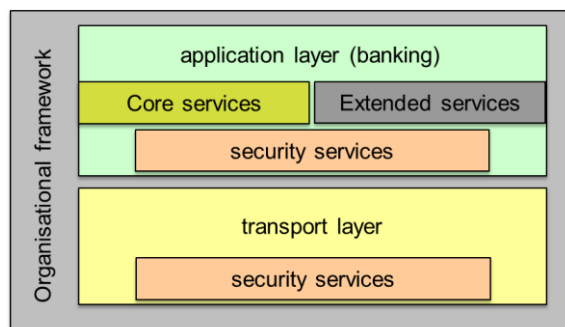 Organisational framework
application layer (banking)
Core services
Extended services
security services
transport layer
security services